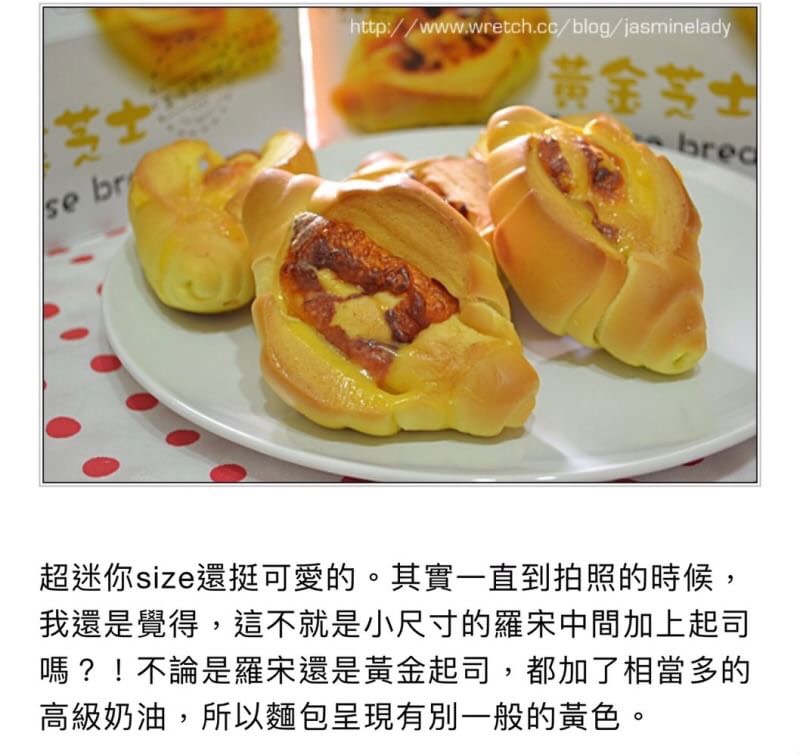 http://www.wretch.cc/blog/jasminelady
黃金芝士
芝士
se bre
超迷你size還挺可愛的。其實一直到拍照的時候，
我還是覺得，這不就是小尺寸的羅宋中間加上起司
嗎？！不論是羅宋還是黃金起司，都加了相當多的
高級奶油，所以麵包呈現有別一般的黃色。